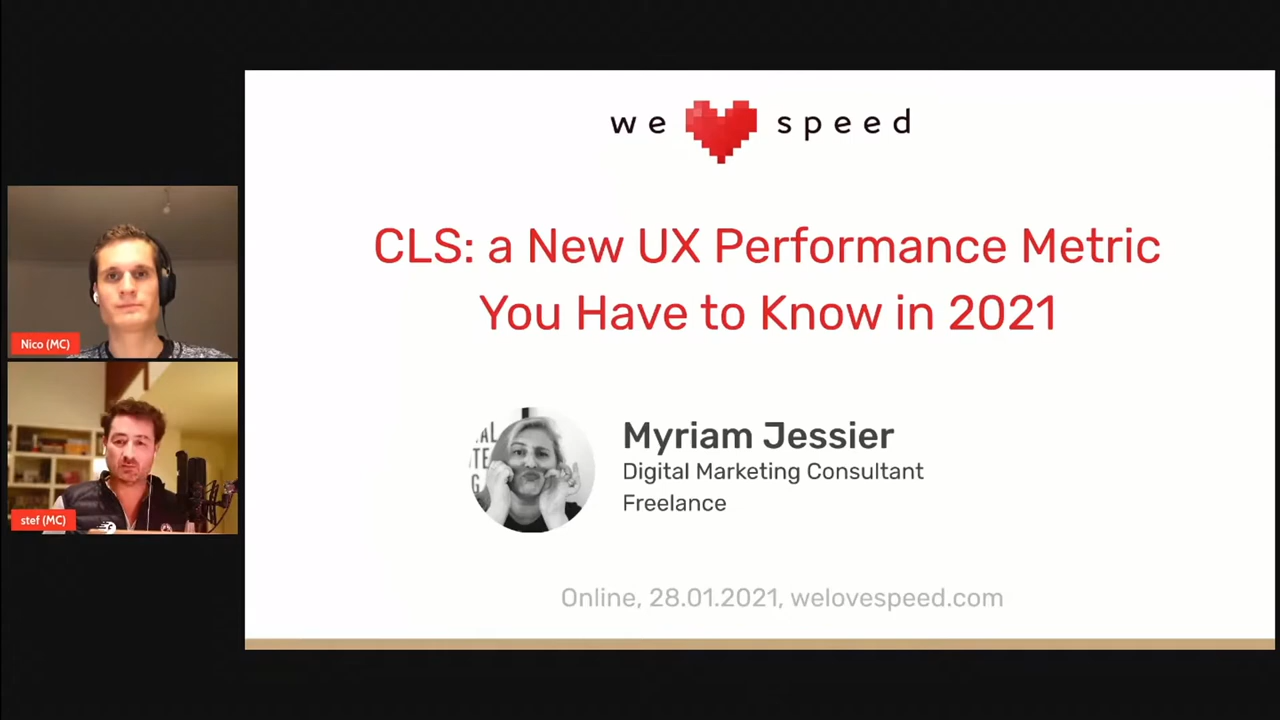 we speed
CLS: a New UX Performance Metric
You Have to Know in 2021
Nico (MC)
Myriam Jessier
Digital Marketing Consultant
Freelance
stef (MC)
Online, 28.01.2021, welovespeed.com